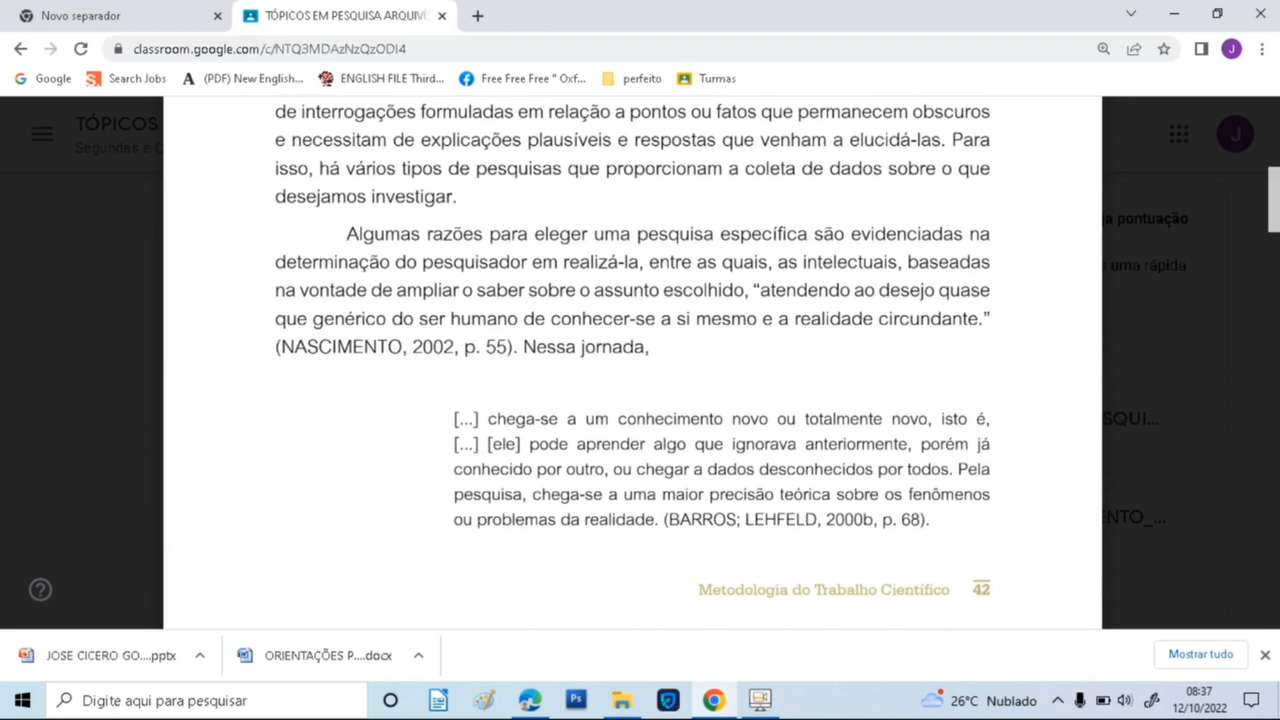 Novo separador
TÓPICOS EM PESQUISA ARQUIVÍS
classroom.google.com/c/NTQ3MDAzNzQzODI4
J
Google
Search Jobs
(PDF) New English...
ENGLISH FILE Third...
Free Free Free " Oxf...
perfeito
Turmas
TÓPICOS
Segundas e Q
J
de interrogações formuladas em relação a pontos ou fatos que permanecem obscuros
e necessitam de explicações plausíveis e respostas que venham a elucidá-las. Para
isso, há vários tipos de pesquisas que proporcionam a coleta de dados sobre o que
desejamos investigar.
Algumas razões para eleger uma pesquisa específica são evidenciadas na
determinação do pesquisador em realizá-la, entre as quais, as intelectuais, baseadas
na vontade de ampliar o saber sobre o assunto escolhido, “atendendo ao desejo quase
que genérico do ser humano de conhecer-se a si mesmo e a realidade circundante.”
(NASCIMENTO, 2002, p. 55). Nessa jornada,
[...] chega-se a um conhecimento novo ou totalmente novo, isto é,
[...] [ele] pode aprender algo que ignorava anteriormente, porém já
conhecido por outro, ou chegar a dados desconhecidos por todos. Pela
pesquisa, chega-se a uma maior precisão teórica sobre os fenômenos
ou problemas da realidade. (BARROS; LEHFELD, 2000b, p. 68).
Metodologia do Trabalho Científico 42
ja pontuação
s uma rápida
SQUI...
NTO_...
JOSE CICERO GO....pptx
ORIENTAÇÕES P....docx
Mostrar tudo
Digite aqui para pesquisar
Ps
26°C Nublado
08:37
12/10/2022